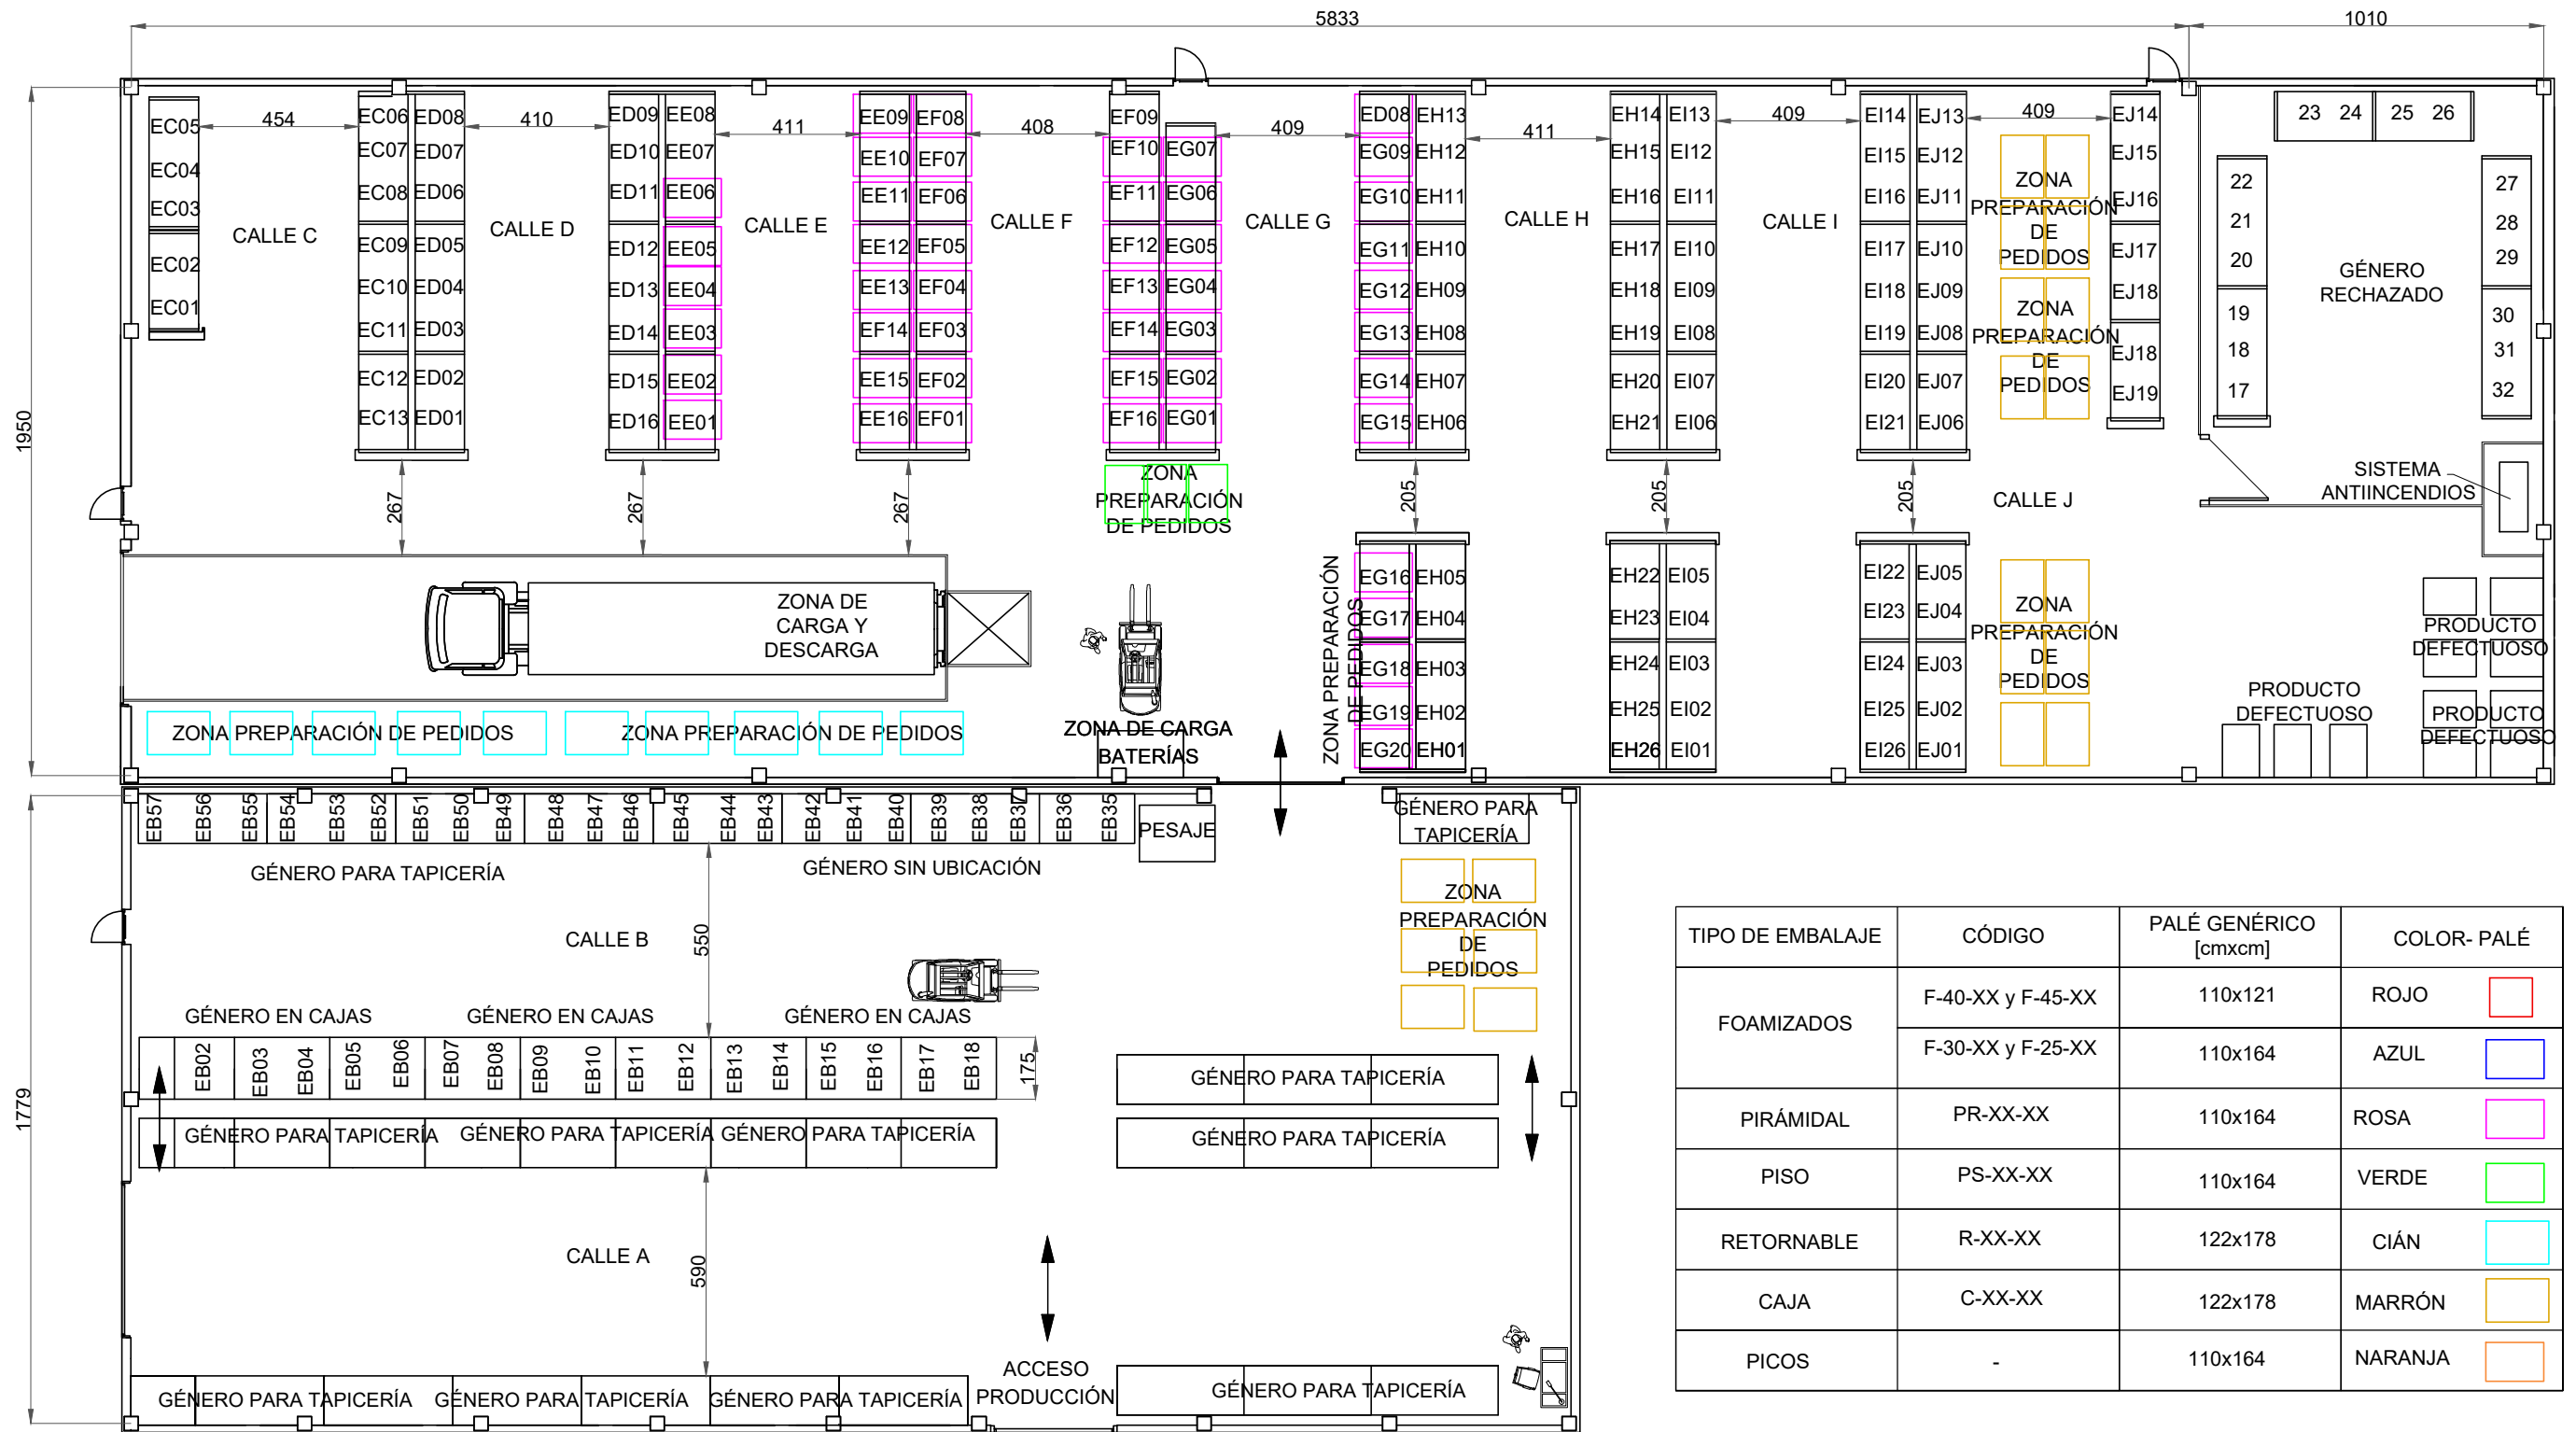 5833
1010
1950
1779
EC05
EC04
EC03
EC02
EC01
454
CALLE C
EC06 ED08
EC07 ED07
EC08 ED06
EC09 ED05
EC10 ED04
EC11 ED03
EC12 ED02
EC13 ED01
410
CALLE D
ED09 EE08
ED10 EE07
ED11 EE06
ED12 EE05
ED13 EE04
ED14 EE03
ED15 EE02
ED16 EE01
411
CALLE E
EE09 EF08
EE10 EF07
EE11 EF06
EE12 EF05
EE13 EF04
EF14 EF03
EE15 EF02
EE16 EF01
408
CALLE F
EF09
EF10 EG07
EF11 EG06
EF12 EG05
EF13 EG04
EF14 EG03
EF15 EG02
EF16 EG01
409
CALLE G
ED08 EH13
EG09 EH12
EG10 EH11
EG11 EH10
EG12 EH09
EG13 EH08
EG14 EH07
EG15 EH06
411
CALLE H
EH14 EI13
EH15 EI12
EH16 EI11
EH17 EI10
EH18 EI09
EH19 EI08
EH20 EI07
EH21 EI06
409
CALLE I
EI14 EJ13
EI15 EJ12
EI16 EJ11
EI17 EJ10
EI18 EJ09
EI19 EJ08
EI20 EJ07
EI21 EJ06
409
ZONA
PREPARACIÓN
DE
PEDIDOS
ZONA
PREPARACIÓN
DE
PEDIDOS
EJ14
EJ15
EJ16
EJ17
EJ18
EJ18
EJ19
23 24 25 26
22
21
20
19
18
17
GÉNERO
RECHAZADO
27
28
29
30
31
32
SISTEMA
ANTIINCENDIOS
267
267
267
ZONA
PREPARACIÓN
DE PEDIDOS
205
205
205
CALLE J
ZONA DE
CARGA Y
DESCARGA
ZONA PREPARACIÓN DE PEDIDOS
ZONA PREPARACIÓN DE PEDIDOS
ZONA DE CARGA
BATERÍAS
ZONA PREPARACIÓN
DE PEDIDOS
EG16 EH05
EG17 EH04
EG18 EH03
EG19 EH02
EG20 EH01
EH22 EI05
EH23 EI04
EH24 EI03
EH25 EI02
EH26 EI01
EI22 EJ05
EI23 EJ04
EI24 EJ03
EI25 EJ02
EI26 EJ01
ZONA
PREPARACIÓN
DE
PEDIDOS
PRODUCTO
DEFECTUOSO
PRODUCTO
DEFECTUOSO
PRODUCTO
DEFECTUOSO
EB57 EB56 EB55 EB54 EB53 EB52 EB51 EB50 EB49 EB48 EB47 EB46 EB45 EB44 EB43 EB42 EB41 EB40 EB39 EB38 EB37 EB36 EB35
PESAJE
GÉNERO PARA
TAPICERÍA
GÉNERO PARA TAPICERÍA
GÉNERO SIN UBICACIÓN
CALLE B
550
ZONA
PREPARACIÓN
DE
PEDIDOS
GÉNERO EN CAJAS
GÉNERO EN CAJAS
GÉNERO EN CAJAS
EB02 EB03 EB04 EB05 EB06 EB07 EB08 EB09 EB10 EB11 EB12 EB13 EB14 EB15 EB16 EB17 EB18
175
GÉNERO PARA TAPICERÍA
GÉNERO PARA TAPICERÍA
GÉNERO PARA TAPICERÍA
GÉNERO PARA TAPICERÍA
GÉNERO PARA TAPICERÍA
CALLE A
590
ACCESO
PRODUCCIÓN
GÉNERO PARA TAPICERÍA
GÉNERO PARA TAPICERÍA
GÉNERO PARA TAPICERÍA
GÉNERO PARA TAPICERÍA
TIPO DE EMBALAJE CÓDIGO PALÉ GENÉRICO [cmxcm] COLOR- PALÉ
FOAMIZADOS
F-40-XX y F-45-XX 110x121 ROJO
F-30-XX y F-25-XX 110x164 AZUL
PIRÁMIDAL PR-XX-XX 110x164 ROSA
PISO PS-XX-XX 110x164 VERDE
RETORNABLE R-XX-XX 122x178 CIÁN
CAJA C-XX-XX 122x178 MARRÓN
PICOS - 110x164 NARANJA